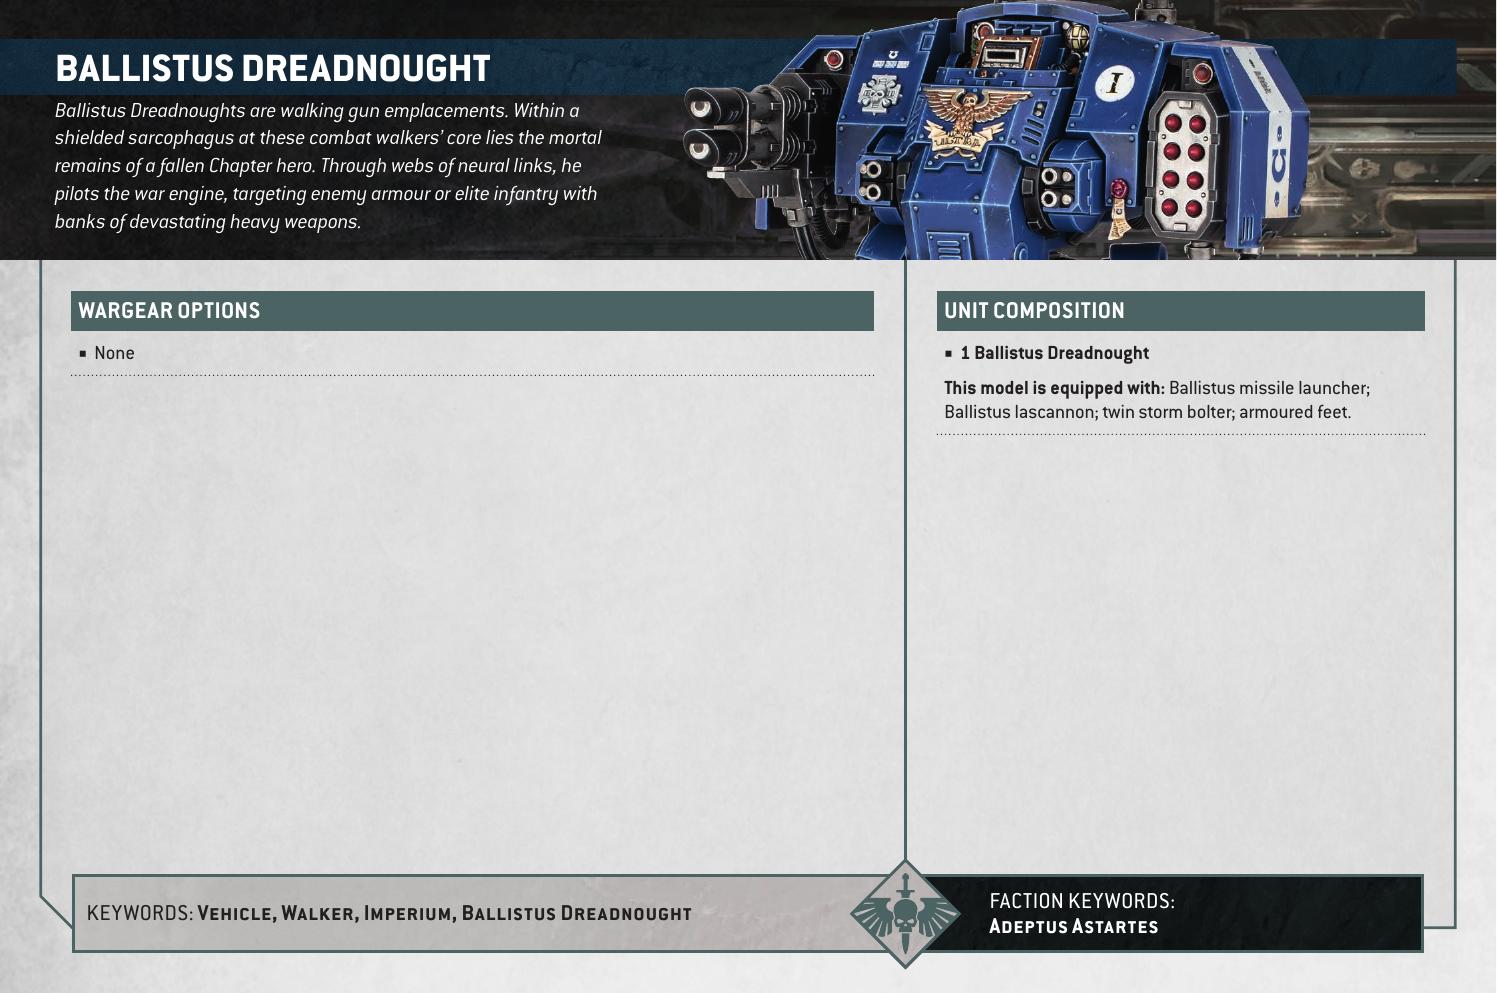 BALLISTUS DREADNOUGHT
Ballistus Dreadnoughts are walking gun emplacements. Within a
shielded sarcophagus at these combat walkers’ core lies the mortal
remains of a fallen Chapter hero. Through webs of neural links, he
pilots the war engine, targeting enemy armour or elite infantry with
banks of devastating heavy weapons.
I
WARGEAR OPTIONS
▪ None
UNIT COMPOSITION
▪ 1 Ballistus Dreadnought
This model is equipped with: Ballistus missile launcher;
Ballistus lascannon; twin storm bolter; armoured feet.
KEYWORDS: VEHICLE, WALKER, IMPERIUM, BALLISTUS DREADNOUGHT
FACTION KEYWORDS:
ADEPTUS ASTARTES